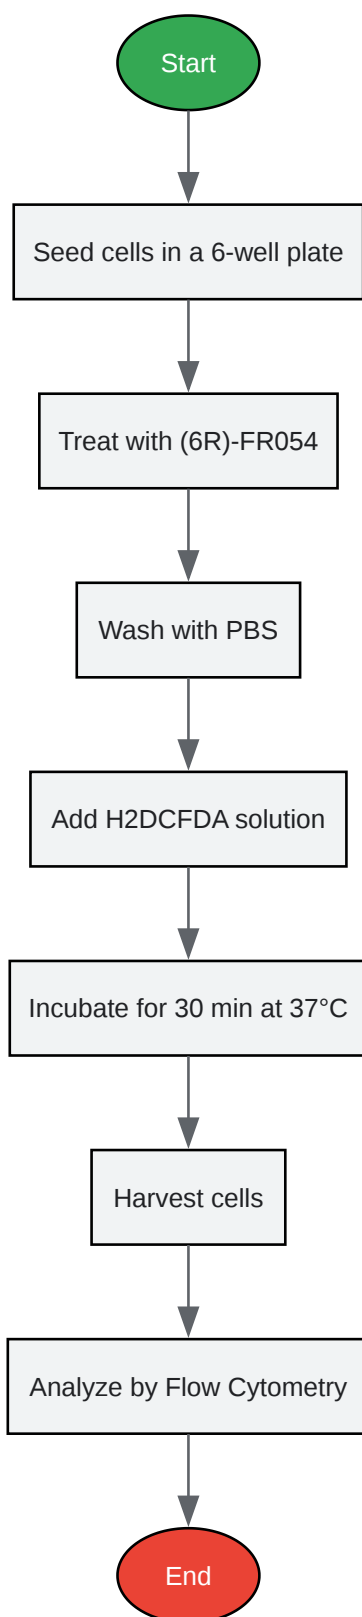 Start
Seed cells in a 6-well plate
Treat with (6R)-FR054
Wash with PBS
Add H2DCFDA solution
Incubate for 30 min at 37°C
Harvest cells
Analyze by Flow Cytometry
End